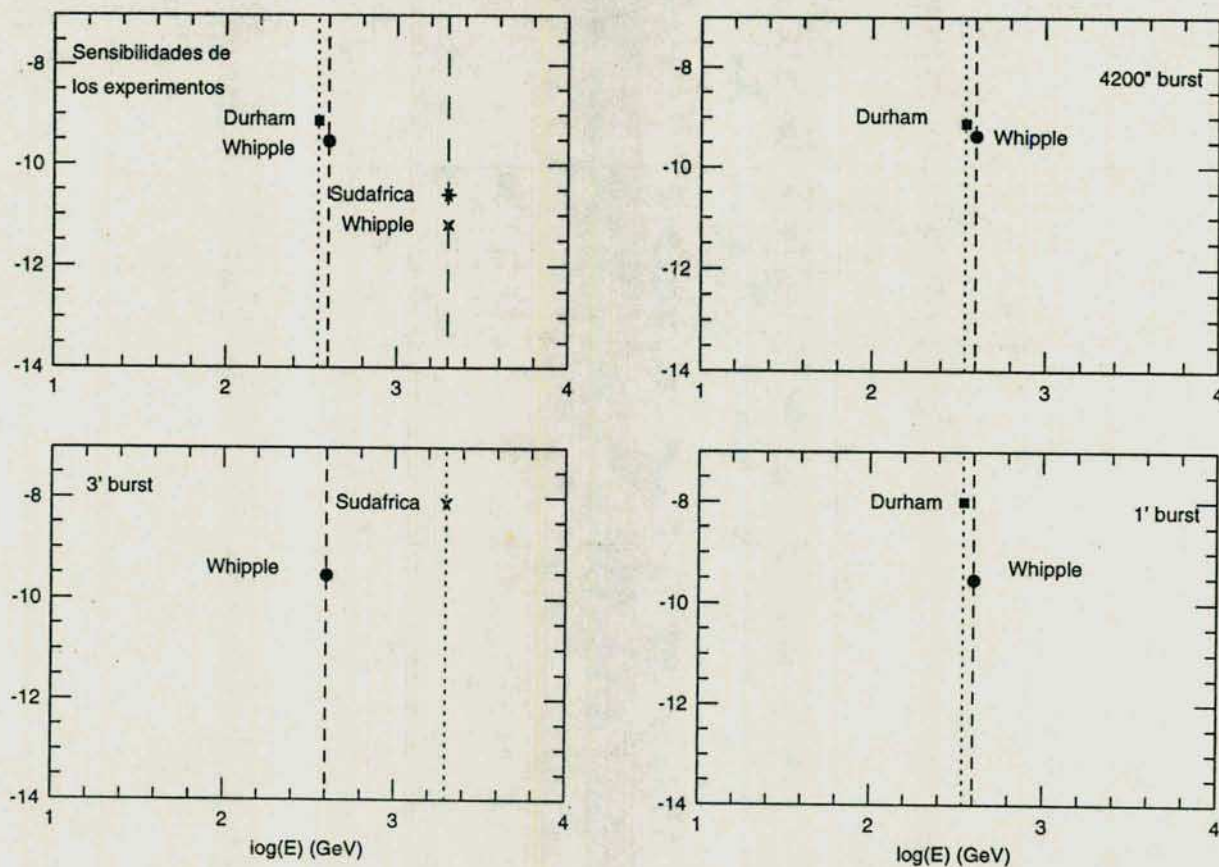 -8
-10
-12
-14
Sensibilidades de
los experimentos
Durham
Whipple
Sudafrica
Whipple
1
2
3
4
-8
-10
-12
-14
4200" burst
Durham
Whipple
1
2
3
4
-8
-10
-12
-14
3' burst
Sudafrica
Whipple
1
2
3
4
log(E) (GeV)
-8
-10
-12
-14
Durham
1' burst
Whipple
1
2
3
4
log(E) (GeV)